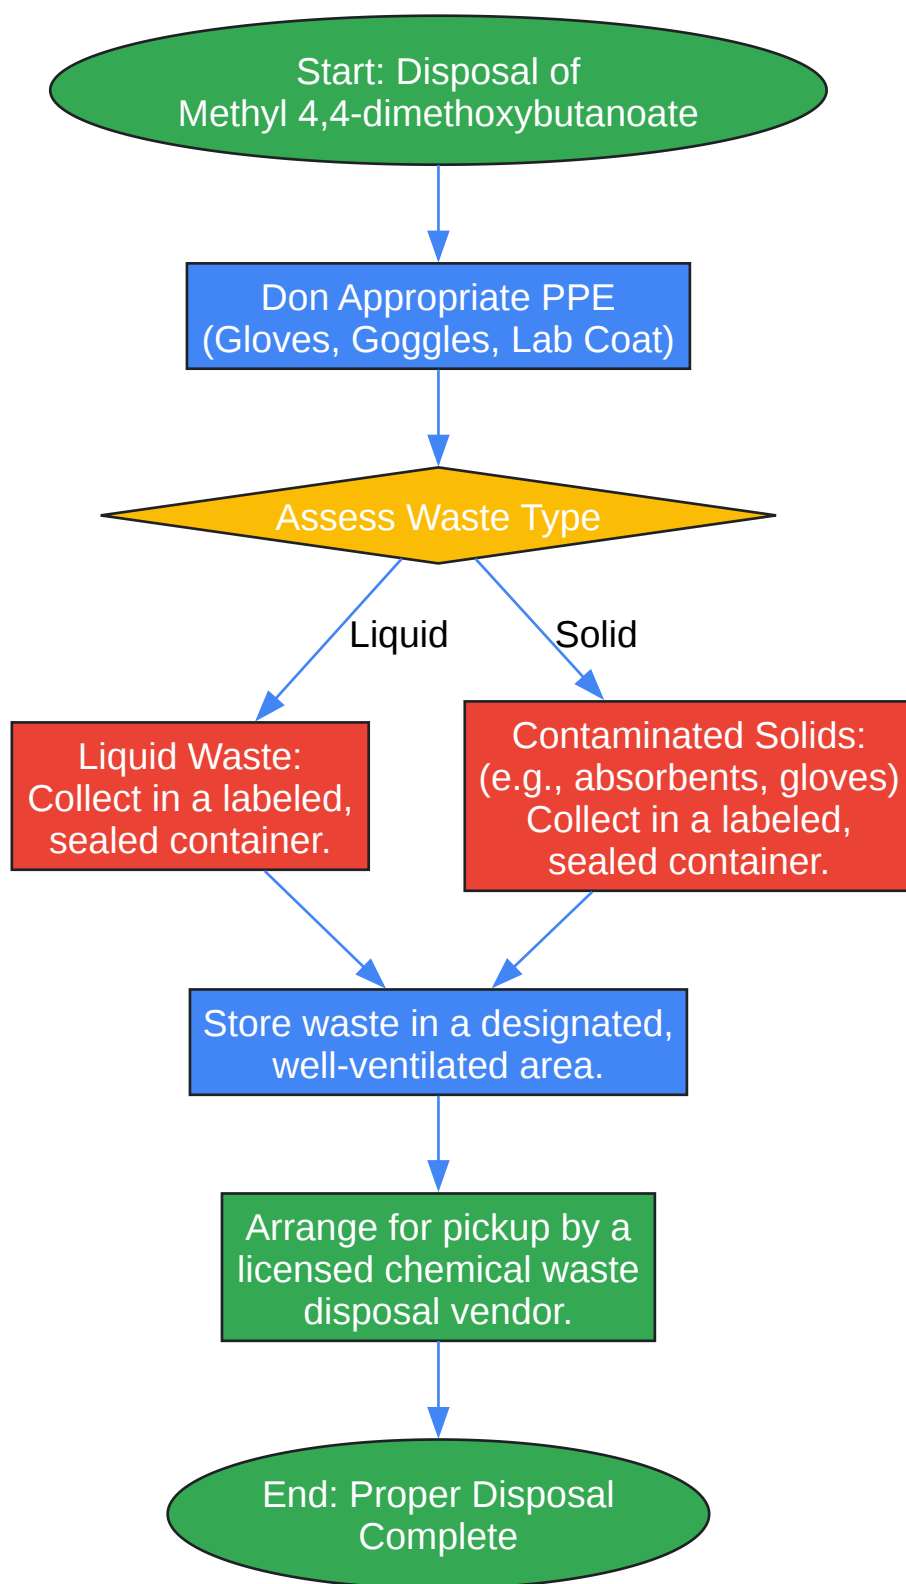 Start: Disposal of
Methyl 4,4-dimethoxybutanoate
Don Appropriate PPE
(Gloves, Goggles, Lab Coat)
Assess Waste Type
Liquid
Solid
Liquid Waste:
Collect in a labeled,
sealed container.
Contaminated Solids:
(e.g., absorbents, gloves)
Collect in a labeled,
sealed container.
Store waste in a designated,
well-ventilated area.
Arrange for pickup by a
licensed chemical waste
disposal vendor.
End: Proper Disposal
Complete